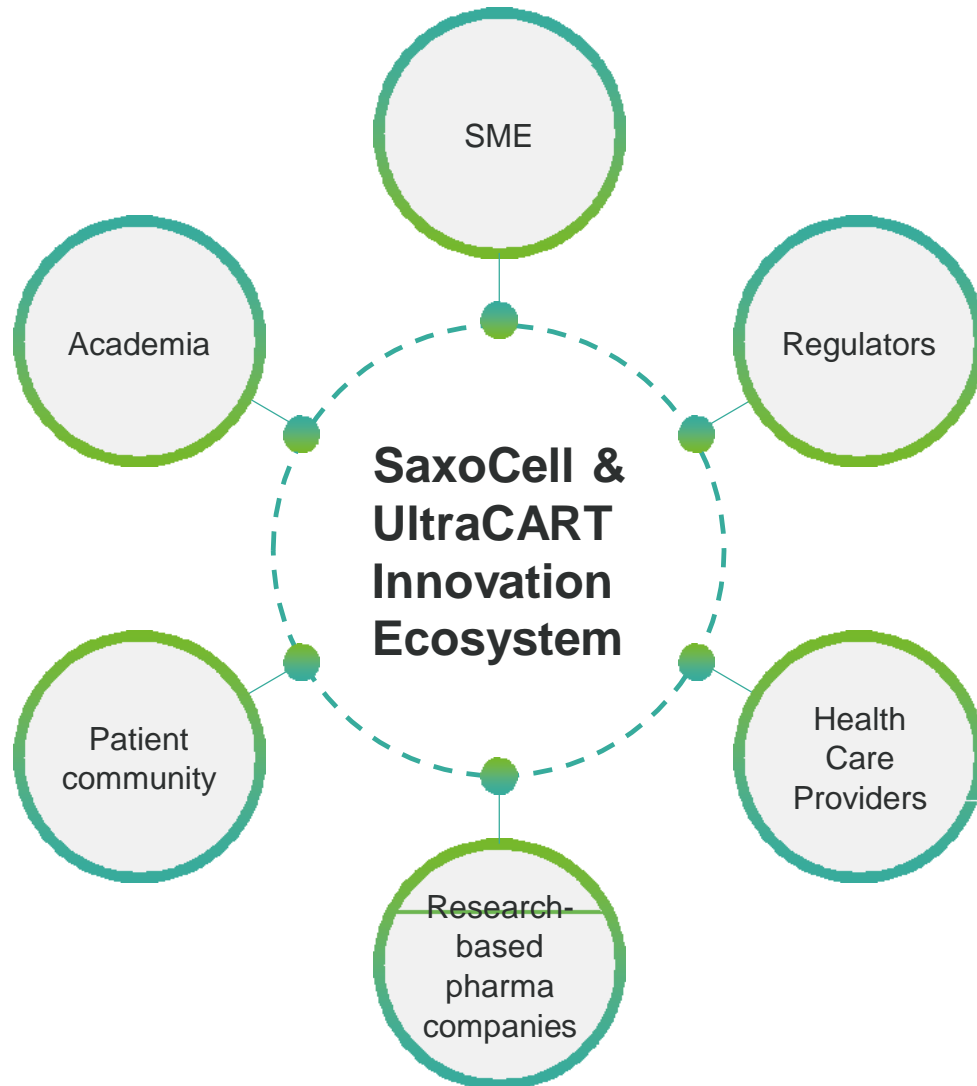 SME
Academia
Regulators
SaxoCell &
UltraCART
Innovation
Ecosystem
Patient
community
Health
Care
Providers
Research-
based
pharma
companies